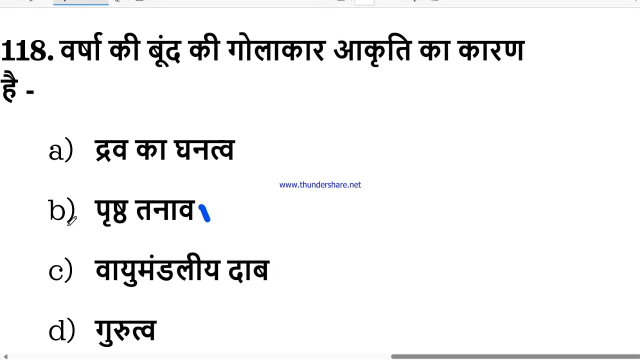 118. वर्षा की बूंद की गोलाकार आकृति का कारण
है -
a) द्रव का घनत्व
www.thundershare.net
b) पृष्ठ तनाव
c) वायुमंडलीय दाब
d) गुरुत्व